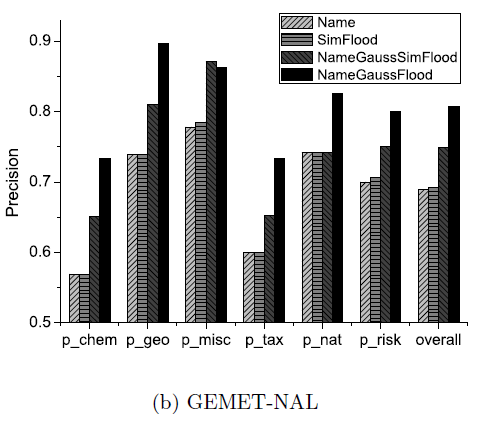 Name
SimFlood
NameGaussSimFlood
NameGaussFlood
0.9
0.8
0.7
0.6
0.5
Precision
p_chem p_geo p_misc p_tax p_nat p_risk overall
(b) GEMET-NAL